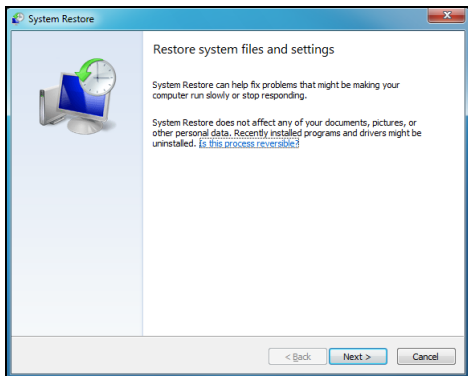 System Restore
Restore system files and settings
System Restore can help fix problems that might be making your
computer run slowly or stop responding.
System Restore does not affect any of your documents, pictures, or
other personal data. Recently installed programs and drivers might be
uninstalled. Is this process reversible?
< Back
Next >
Cancel